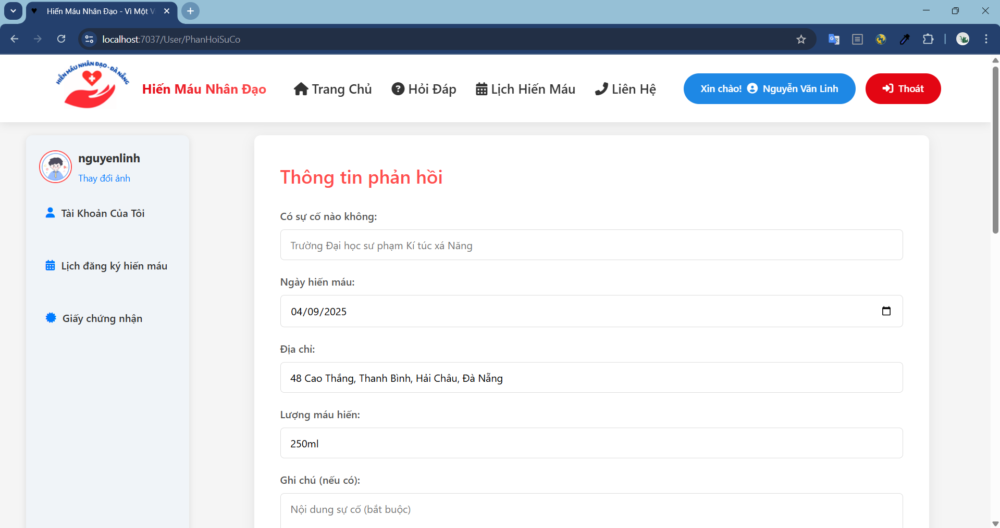 Hiến Máu Nhân Đạo - Vì Một V
localhost:7037/User/PhanHoiSuCo
HIẾN MÁU NHÂN ĐẠO - ĐÀ NẴNG
Hiến Máu Nhân Đạo
Trang Chủ
Hỏi Đáp
Lịch Hiến Máu
Liên Hệ
Xin chào! Nguyễn Văn Linh
Thoát
nguyenlinh
Thay đổi ảnh
Tài Khoản Của Tôi
Lịch đăng ký hiến máu
Giấy chứng nhận
Thông tin phản hồi
Có sự cố nào không:
Trường Đại học sư phạm Kí túc xá Năng
Ngày hiến máu:
04/09/2025
Địa chỉ:
48 Cao Thắng, Thanh Bình, Hải Châu, Đà Nẵng
Lượng máu hiến:
250ml
Ghi chú (nếu có):
Nội dung sự cố (bắt buộc)